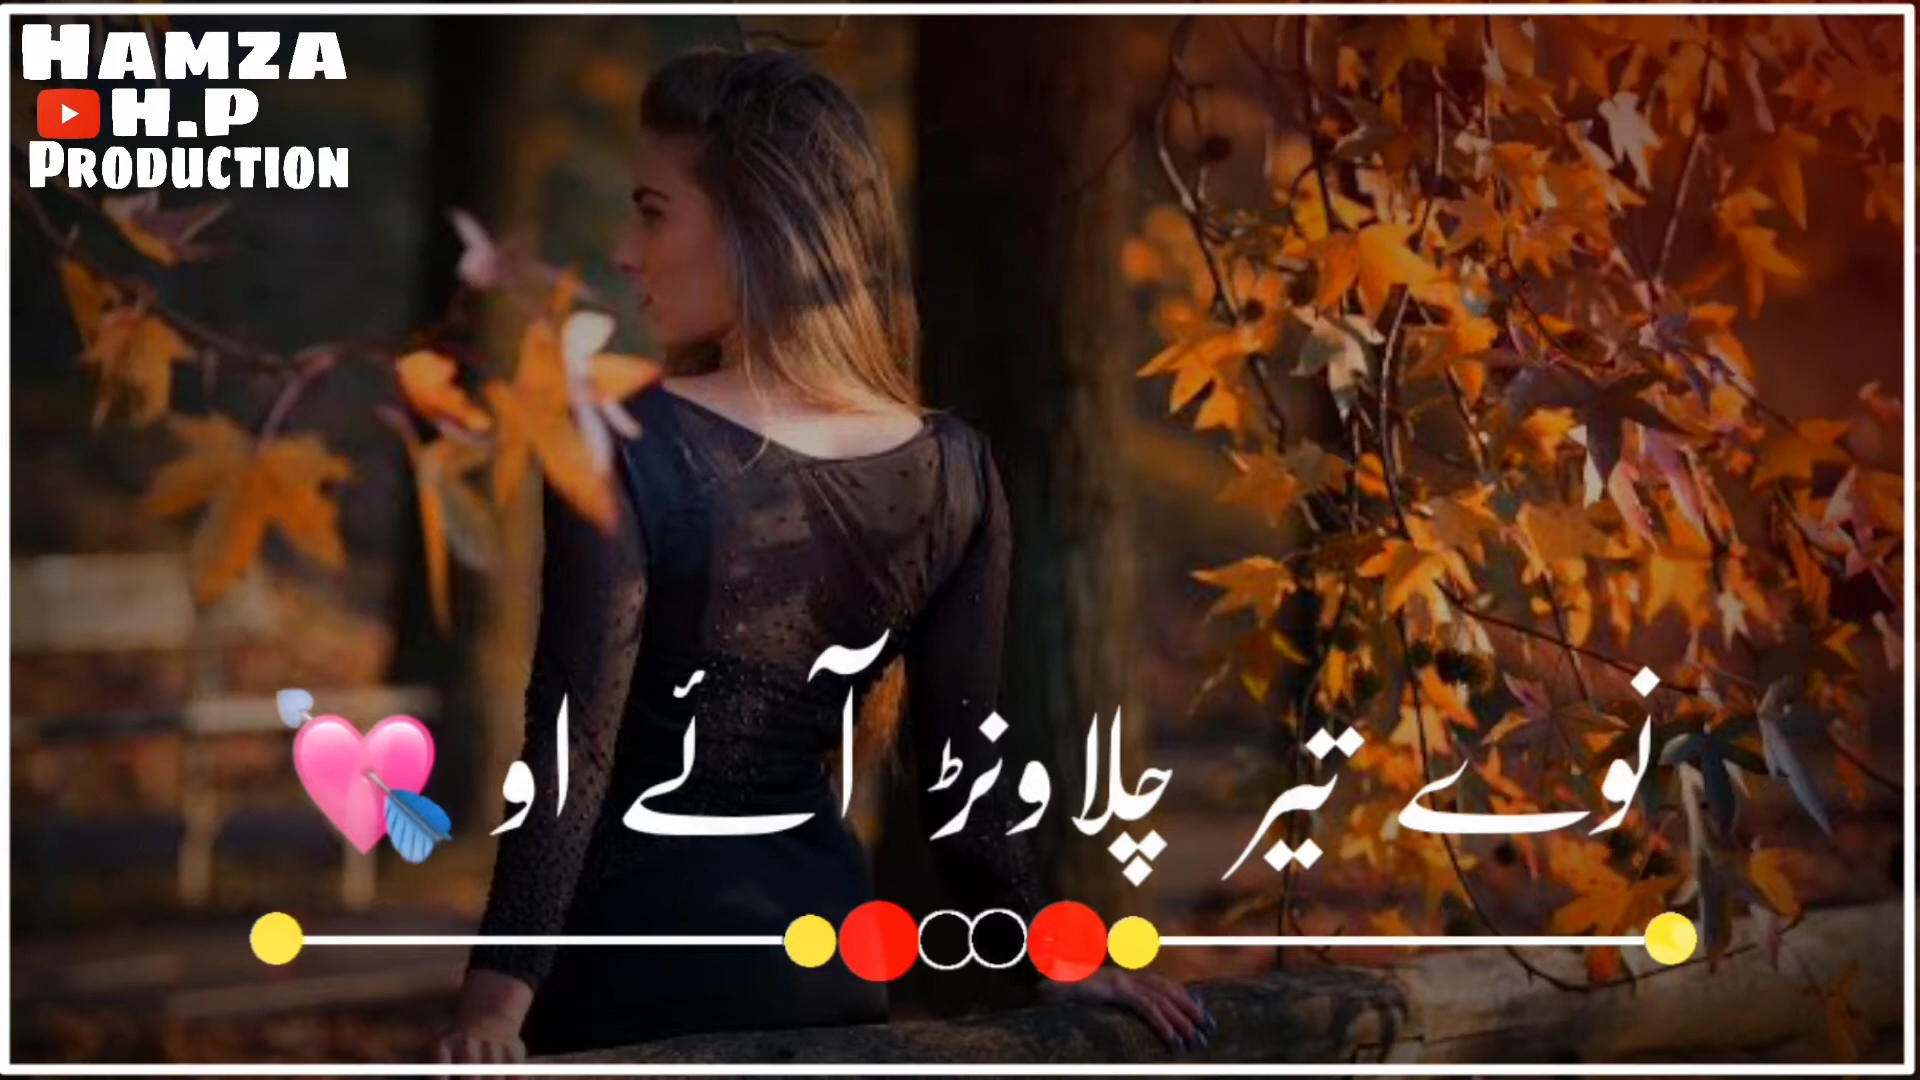 HAMZA
H.P
PRODUCTION
نوے تیر چلاونڑ آئے او